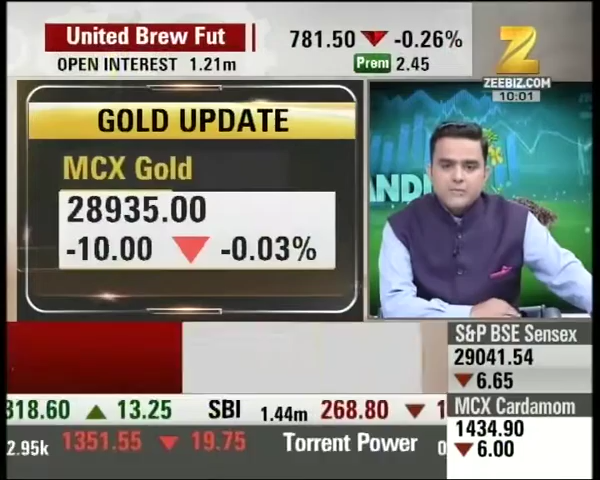 United Brew Fut
781.50 -0.26%
OPEN INTEREST 1.21m
Prem 2.45
ZEEBIZ.COM
10:01
GOLD UPDATE
MCX Gold
28935.00
-10.00 -0.03%
ANDI
S&P BSE Sensex
29041.54
6.65
MCX Cardamom
1434.90
6.00
318.60 13.25 SBI 1.44m 268.80 1
2.95k 1351.55 19.75 Torrent Power 0